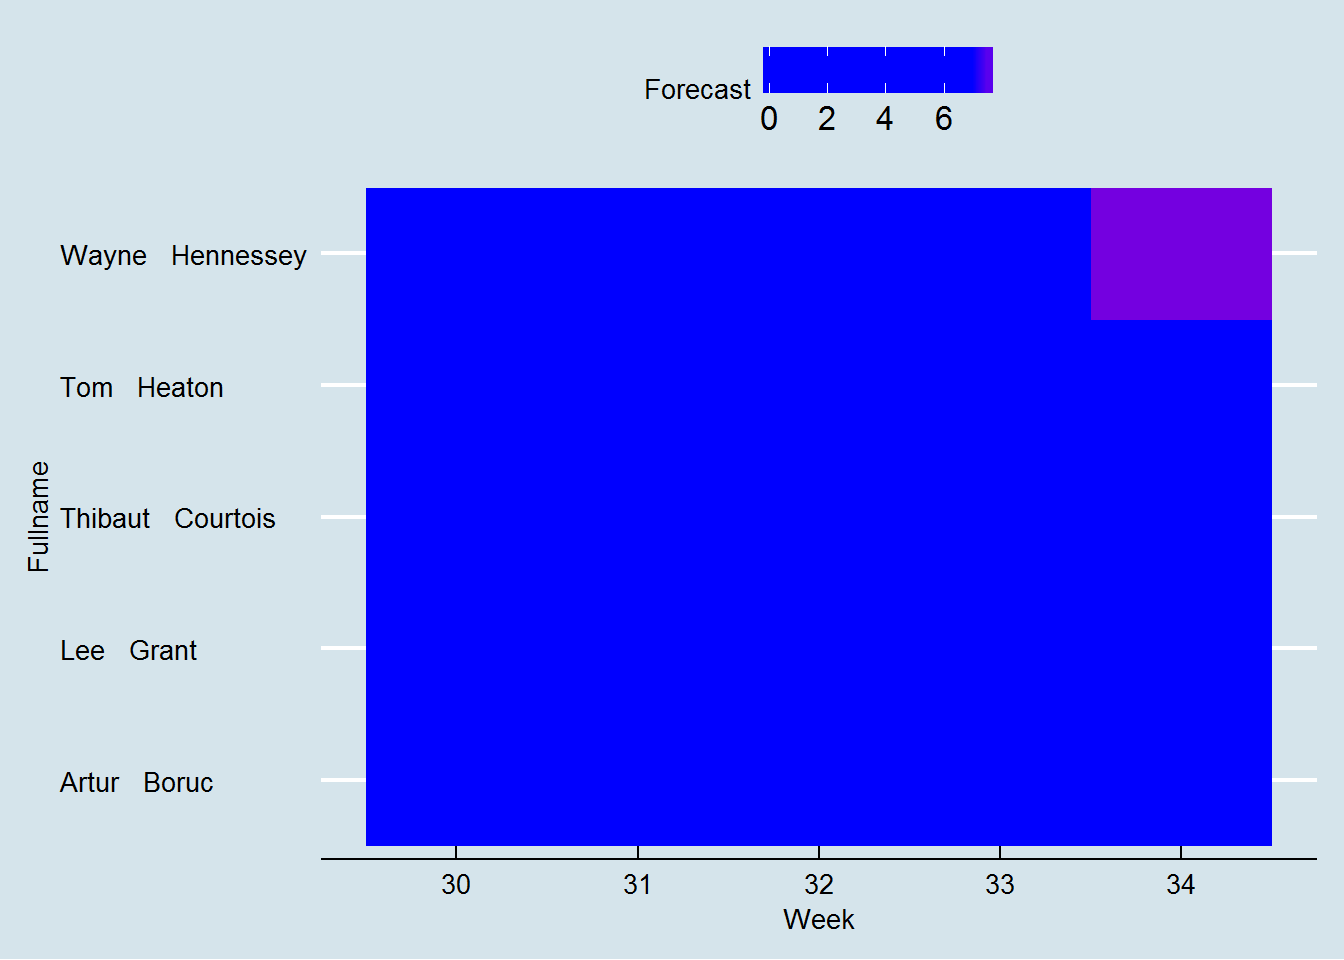 Forecast
0 2 4 6
Wayne Hennessey
Tom Heaton
Thibaut Courtois
Lee Grant
Artur Boruc
Fullname
30 31 32 33 34
Week